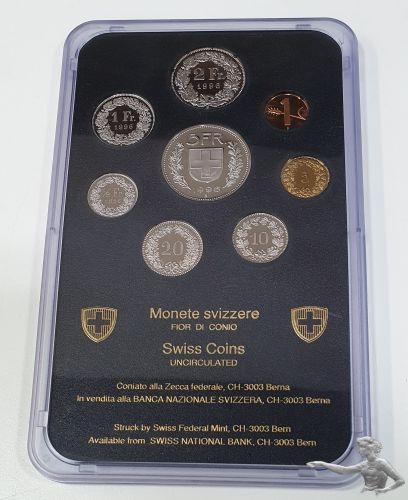 2 Fr.
1996
1 Fr.
1996
1
5 FR
1996
5
20
10
Monete svizzere
FIOR DI CONIO
Swiss Coins
UNCIRCULATED
Coniato alla Zecca federale, CH-3003 Berna
In vendita alla BANCA NAZIONALE SVIZZERA, CH-3003 Berna
Struck by Swiss Federal Mint, CH-3003 Bern
Available from SWISS NATIONAL BANK, CH-3003 Bern